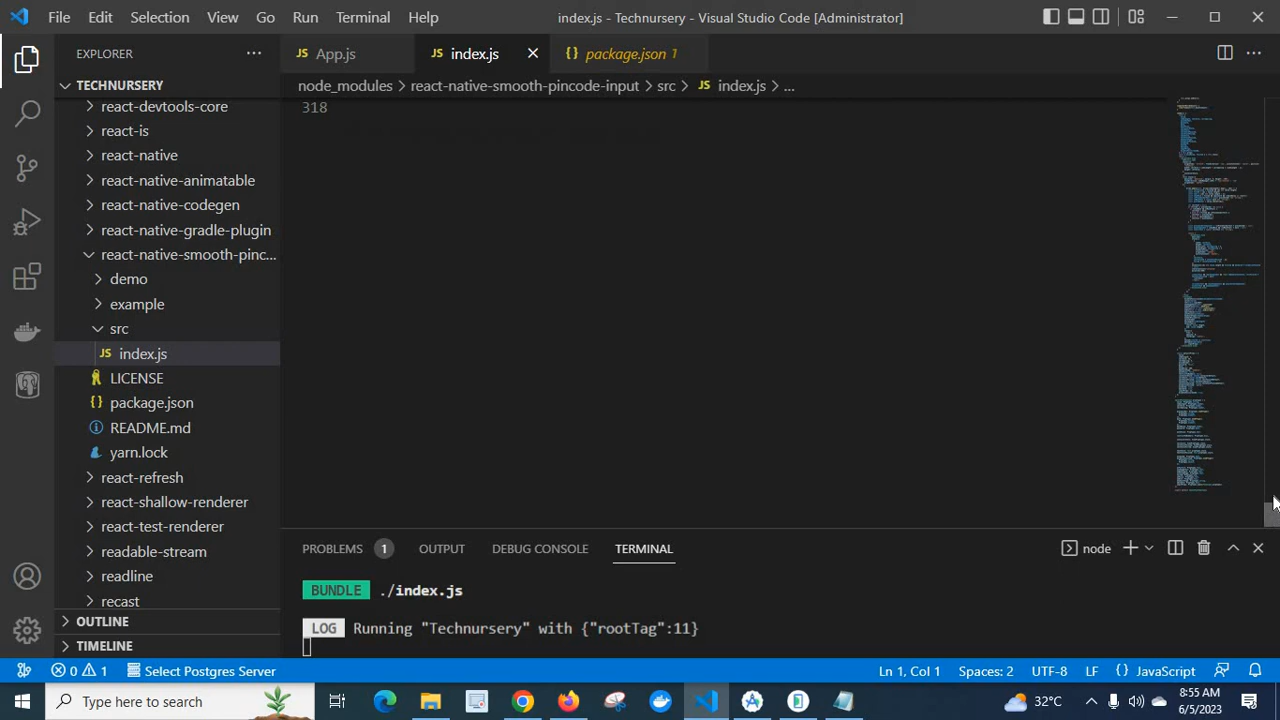 File Edit Selection View Go Run Terminal Help index.js - Technursery - Visual Studio Code [Administrator]
EXPLORER
JS App.js JS index.js {} package.json 1
TECHNURSERY
node_modules > react-native-smooth-pincode-input > src > JS index.js > ...
318
react-devtools-core
react-is
react-native
react-native-animatable
react-native-codegen
react-native-gradle-plugin
react-native-smooth-pinc...
demo
example
src
JS index.js
LICENSE
{} package.json
README.md
yarn.lock
react-refresh
react-shallow-renderer
react-test-renderer
readable-stream
readline
recast
OUTLINE
TIMELINE
PROBLEMS 1 OUTPUT DEBUG CONSOLE TERMINAL node
BUNDLE ./index.js
LOG Running "Technursery" with {"rootTag":11}
0 1 Select Postgres Server Ln 1, Col 1 Spaces: 2 UTF-8 LF {} JavaScript
Type here to search 32°C 8:55 AM
6/5/2023